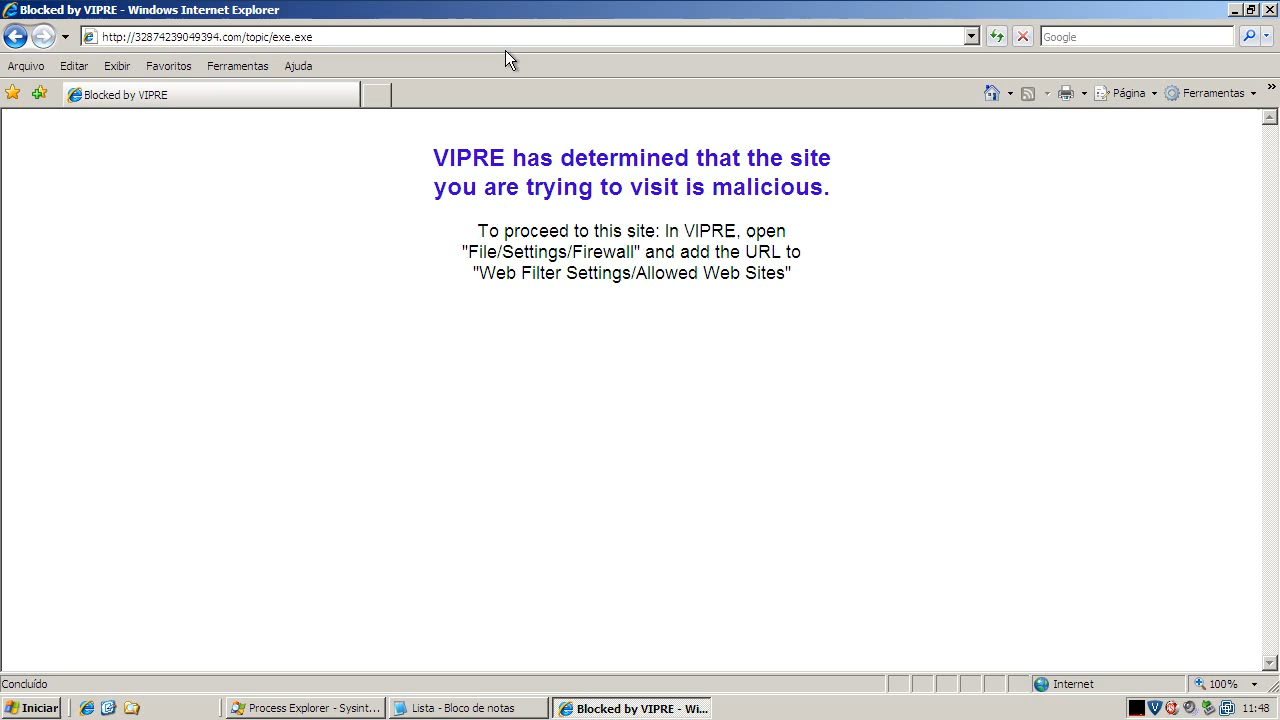 Blocked by VIPRE - Windows Internet Explorer
http://32874239049394.com/topic/exe.exe
Google
Arquivo Editar Exibir Favoritos Ferramentas Ajuda
Blocked by VIPRE
Página Ferramentas
VIPRE has determined that the site
you are trying to visit is malicious.
To proceed to this site: In VIPRE, open
"File/Settings/Firewall" and add the URL to
"Web Filter Settings/Allowed Web Sites"
Concluído
Internet
100%
Iniciar
Process Explorer - Sysint...
Lista - Bloco de notas
Blocked by VIPRE - Wi...
11:48